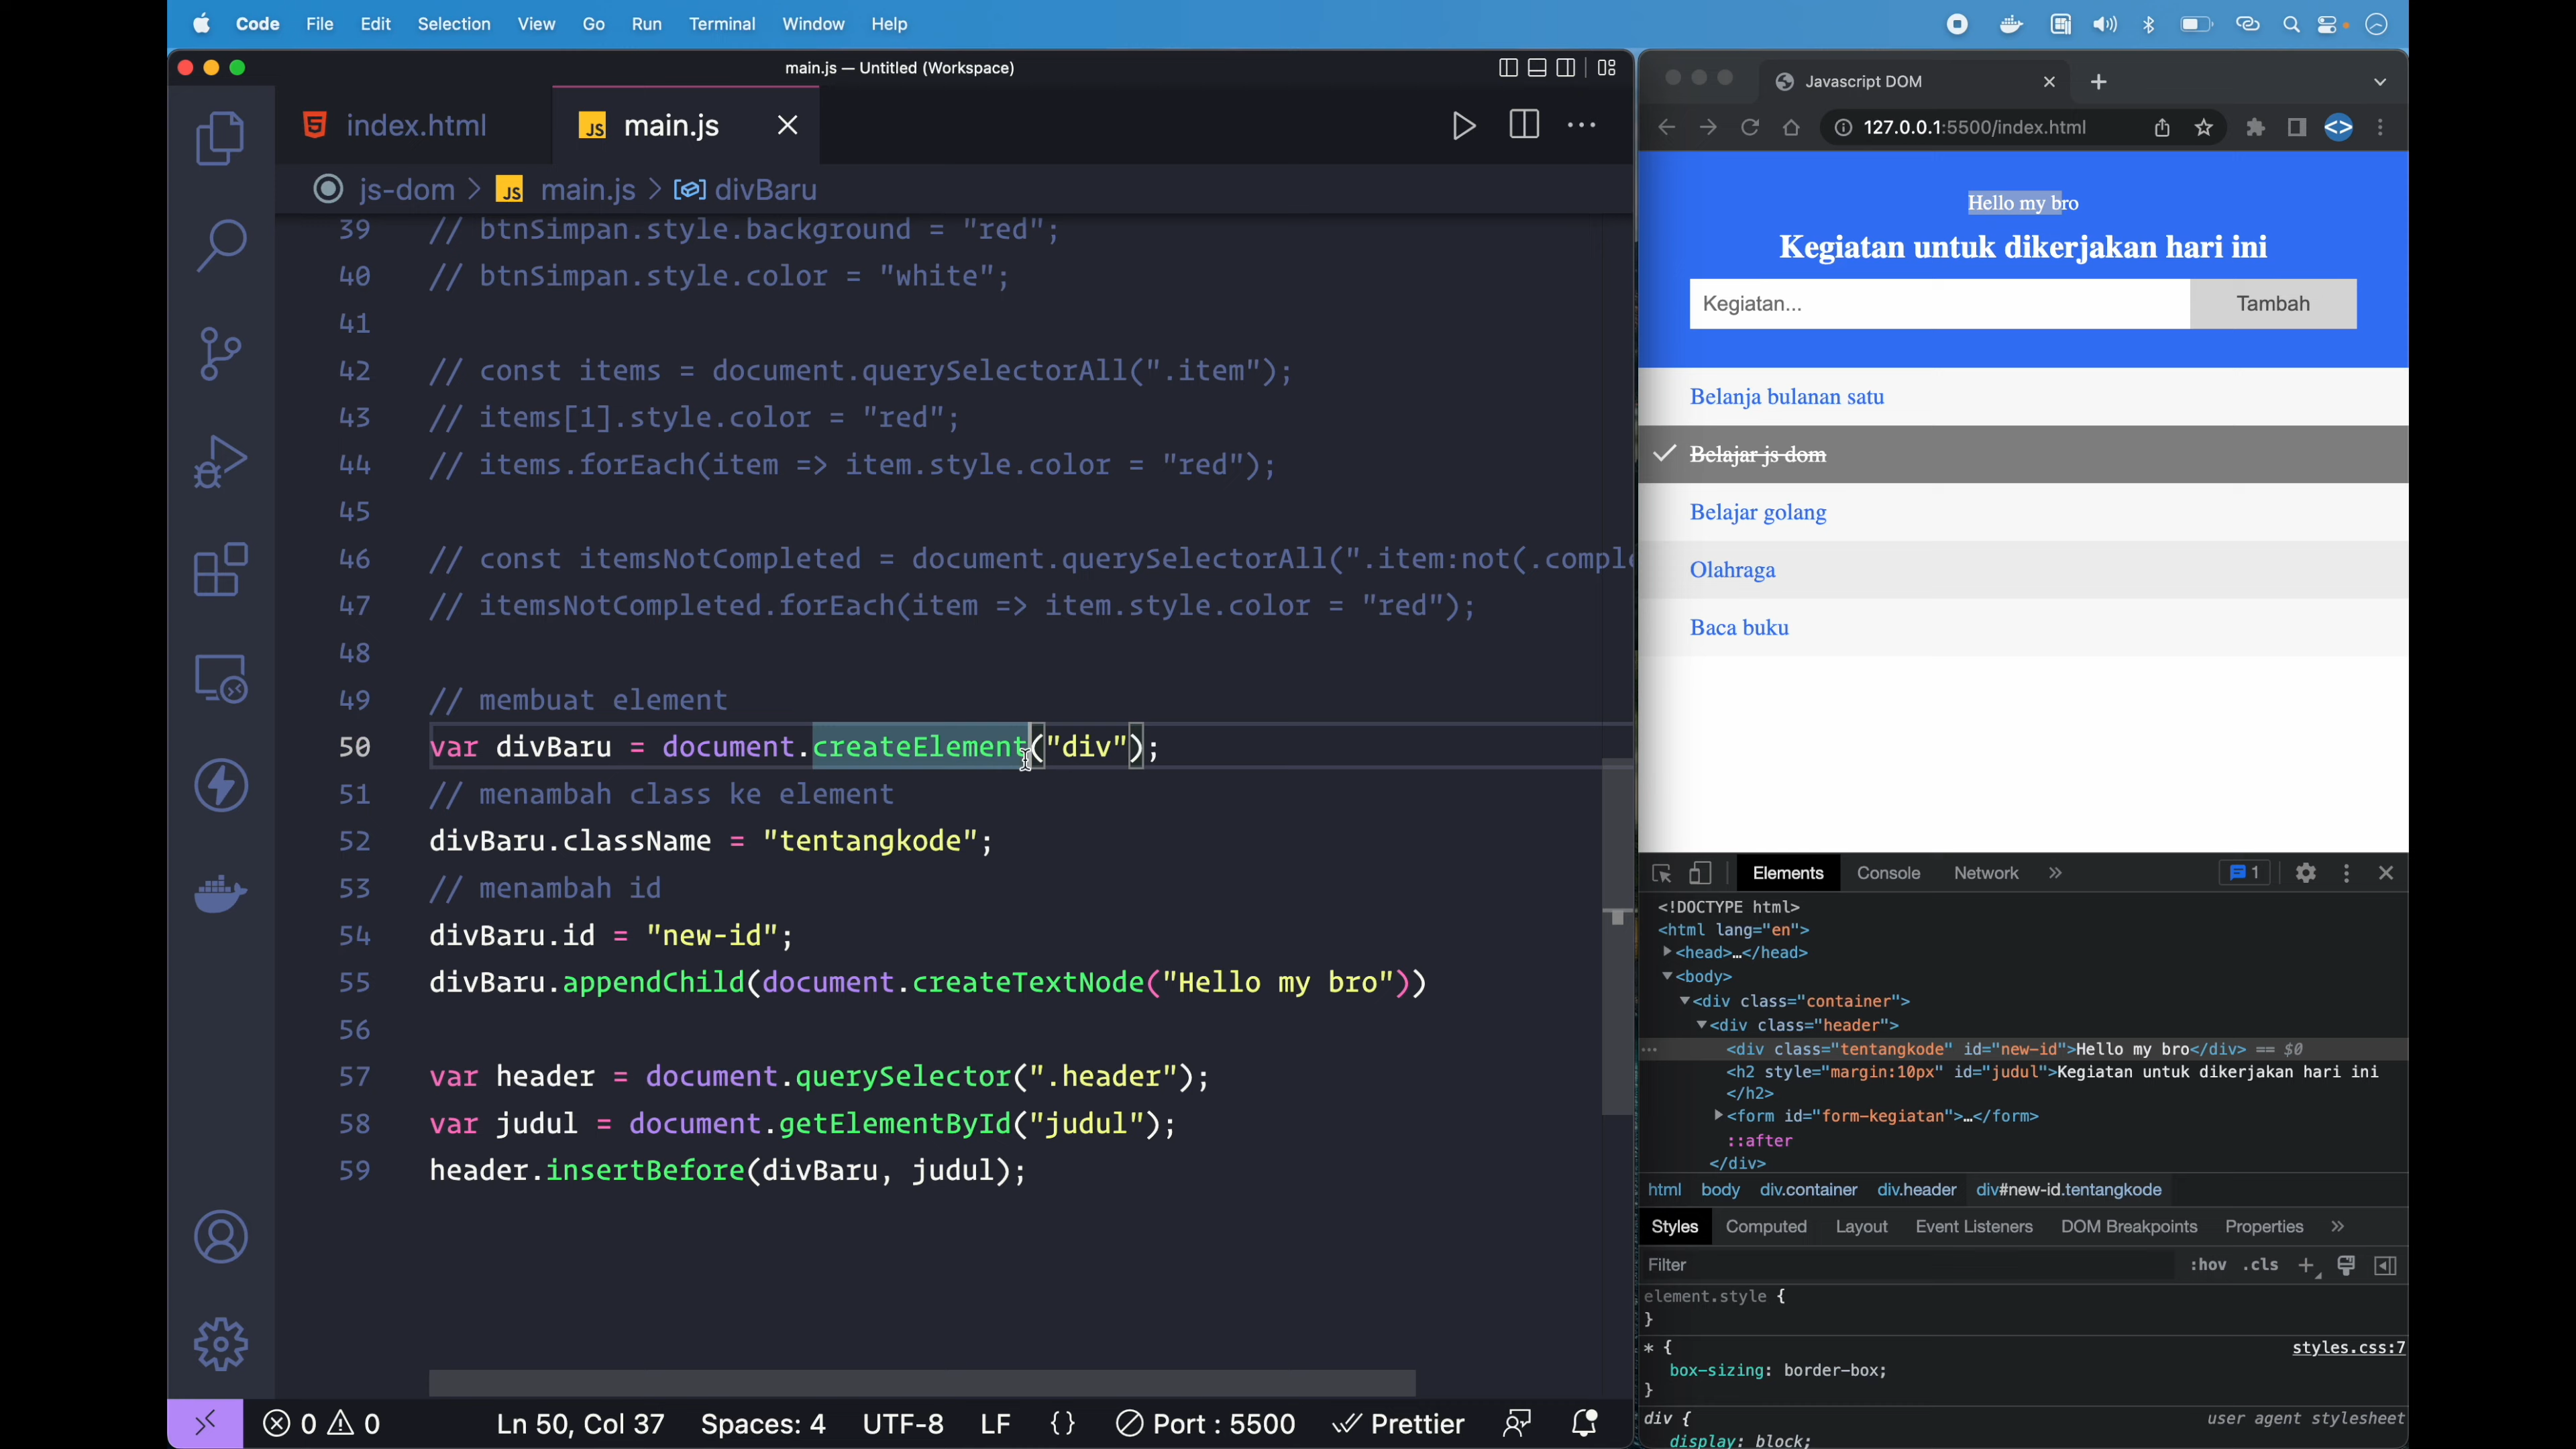 Code File Edit Selection View Go Run Terminal Window Help
main.js — Untitled (Workspace)
index.html
JS main.js
js-dom > JS main.js > divBaru
39 // btnSimpan.style.background = "red";
40 // btnSimpan.style.color = "white";
41
42 // const items = document.querySelectorAll(".item");
43 // items[1].style.color = "red";
44 // items.forEach(item => item.style.color = "red");
45
46 // const itemsNotCompleted = document.querySelectorAll(".item:not(.comple
47 // itemsNotCompleted.forEach(item => item.style.color = "red");
48
49 // membuat element
50 var divBaru = document.createElement("div");
51 // menambah class ke element
52 divBaru.className = "tentangkode";
53 // menambah id
54 divBaru.id = "new-id";
55 divBaru.appendChild(document.createTextNode("Hello my bro"))
56
57 var header = document.querySelector(".header");
58 var judul = document.getElementById("judul");
59 header.insertBefore(divBaru, judul);
0 0 Ln 50, Col 37 Spaces: 4 UTF-8 LF {} Port : 5500 Prettier
Javascript DOM
127.0.0.1:5500/index.html
Hello my bro
Kegiatan untuk dikerjakan hari ini
Kegiatan... Tambah
Belanja bulanan satu
Belajar js dom
Belajar golang
Olahraga
Baca buku
Elements Console Network » 1
<!DOCTYPE html>
<html lang="en">
<head>…</head>
<body>
<div class="container">
<div class="header">
<div class="tentangkode" id="new-id">Hello my bro</div> == $0
<h2 style="margin:10px" id="judul">Kegiatan untuk dikerjakan hari ini
</h2>
<form id="form-kegiatan">…</form>
::after
</div>
html body div.container div.header div#new-id.tentangkode
Styles Computed Layout Event Listeners DOM Breakpoints Properties »
Filter :hov .cls +
element.style {
}
* { styles.css:7
box-sizing: border-box;
}
div { user agent stylesheet
display: block;